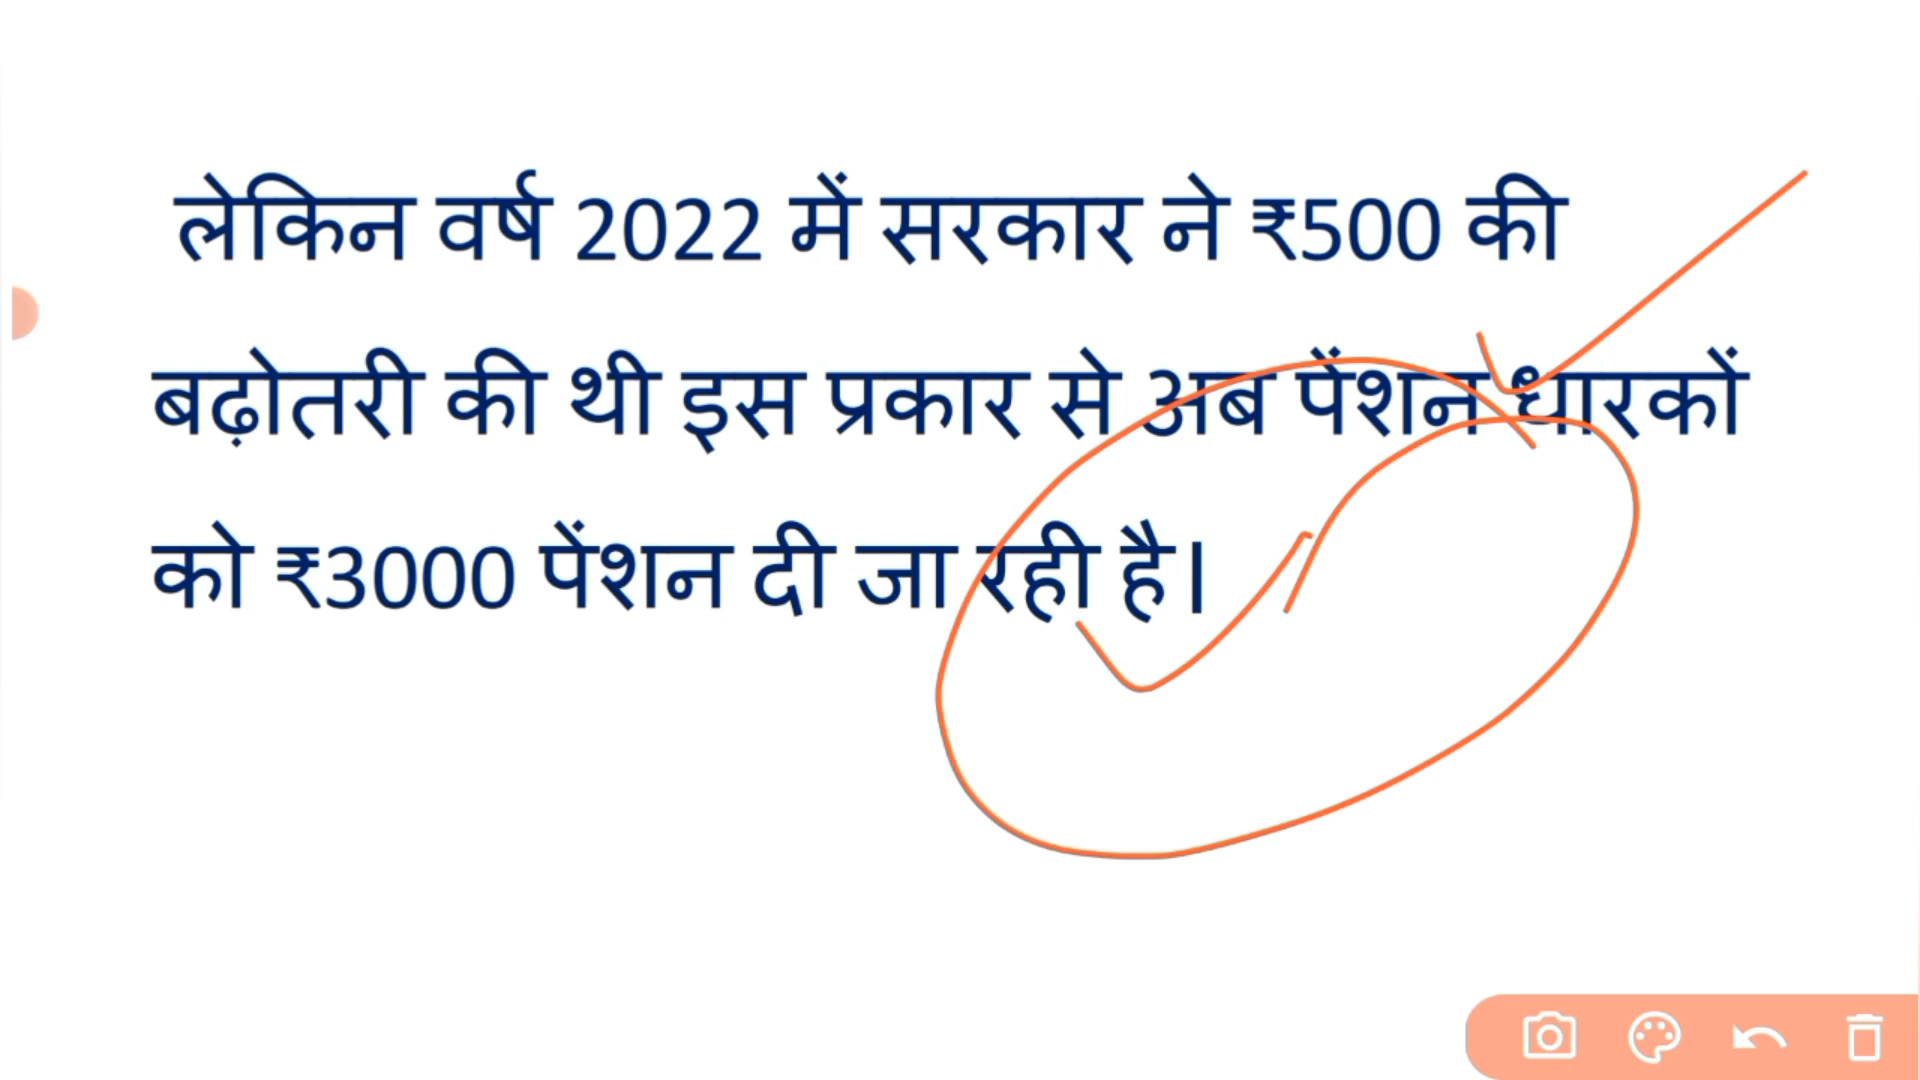 लेकिन वर्ष 2022 में सरकार ने ₹500 की
बढ़ोतरी की थी इस प्रकार से अब पेंशन धारकों
को ₹3000 पेंशन दी जा रही है।